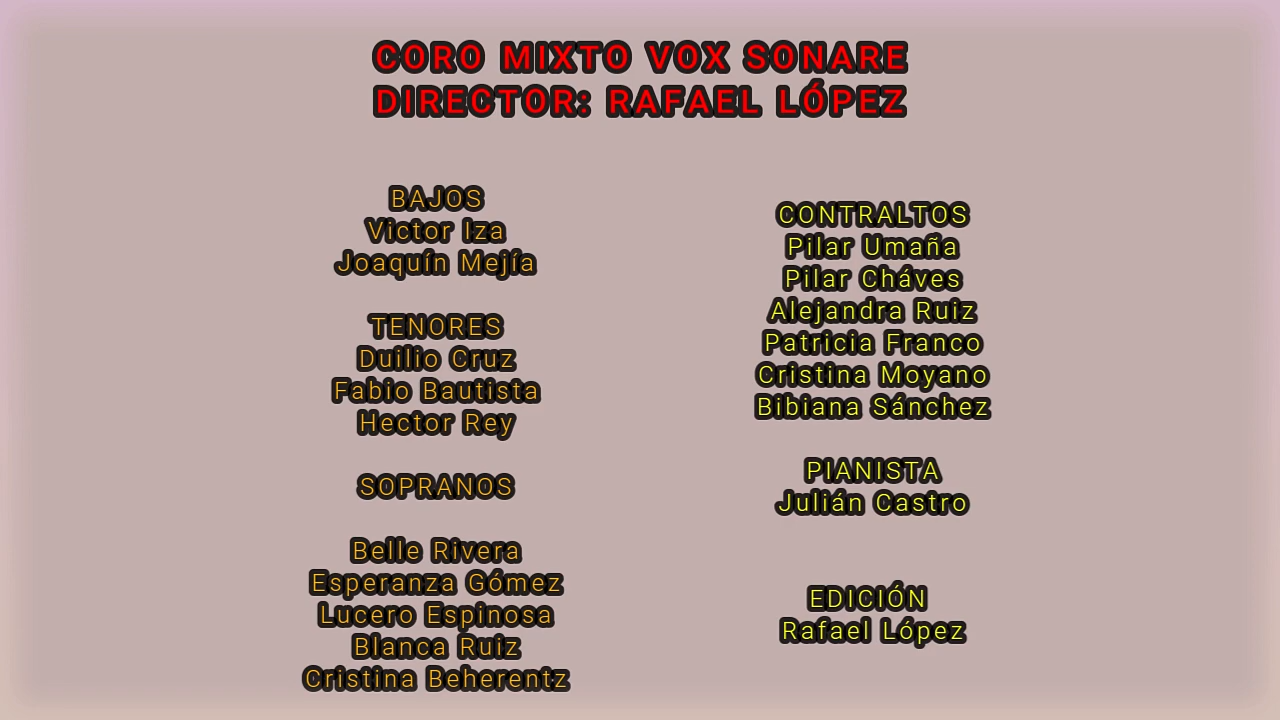 CORO MIXTO VOX SONARE
DIRECTOR: RAFAEL LÓPEZ
BAJOS
Victor Iza
Joaquín Mejía
TENORES
Duilio Cruz
Fabio Bautista
Hector Rey
SOPRANOS
Belle Rivera
Esperanza Gómez
Lucero Espinosa
Blanca Ruiz
Cristina Beherentz
CONTRALTOS
Pilar Umaña
Pilar Cháves
Alejandra Ruiz
Patricia Franco
Cristina Moyano
Bibiana Sánchez
PIANISTA
Julián Castro
EDICIÓN
Rafael López